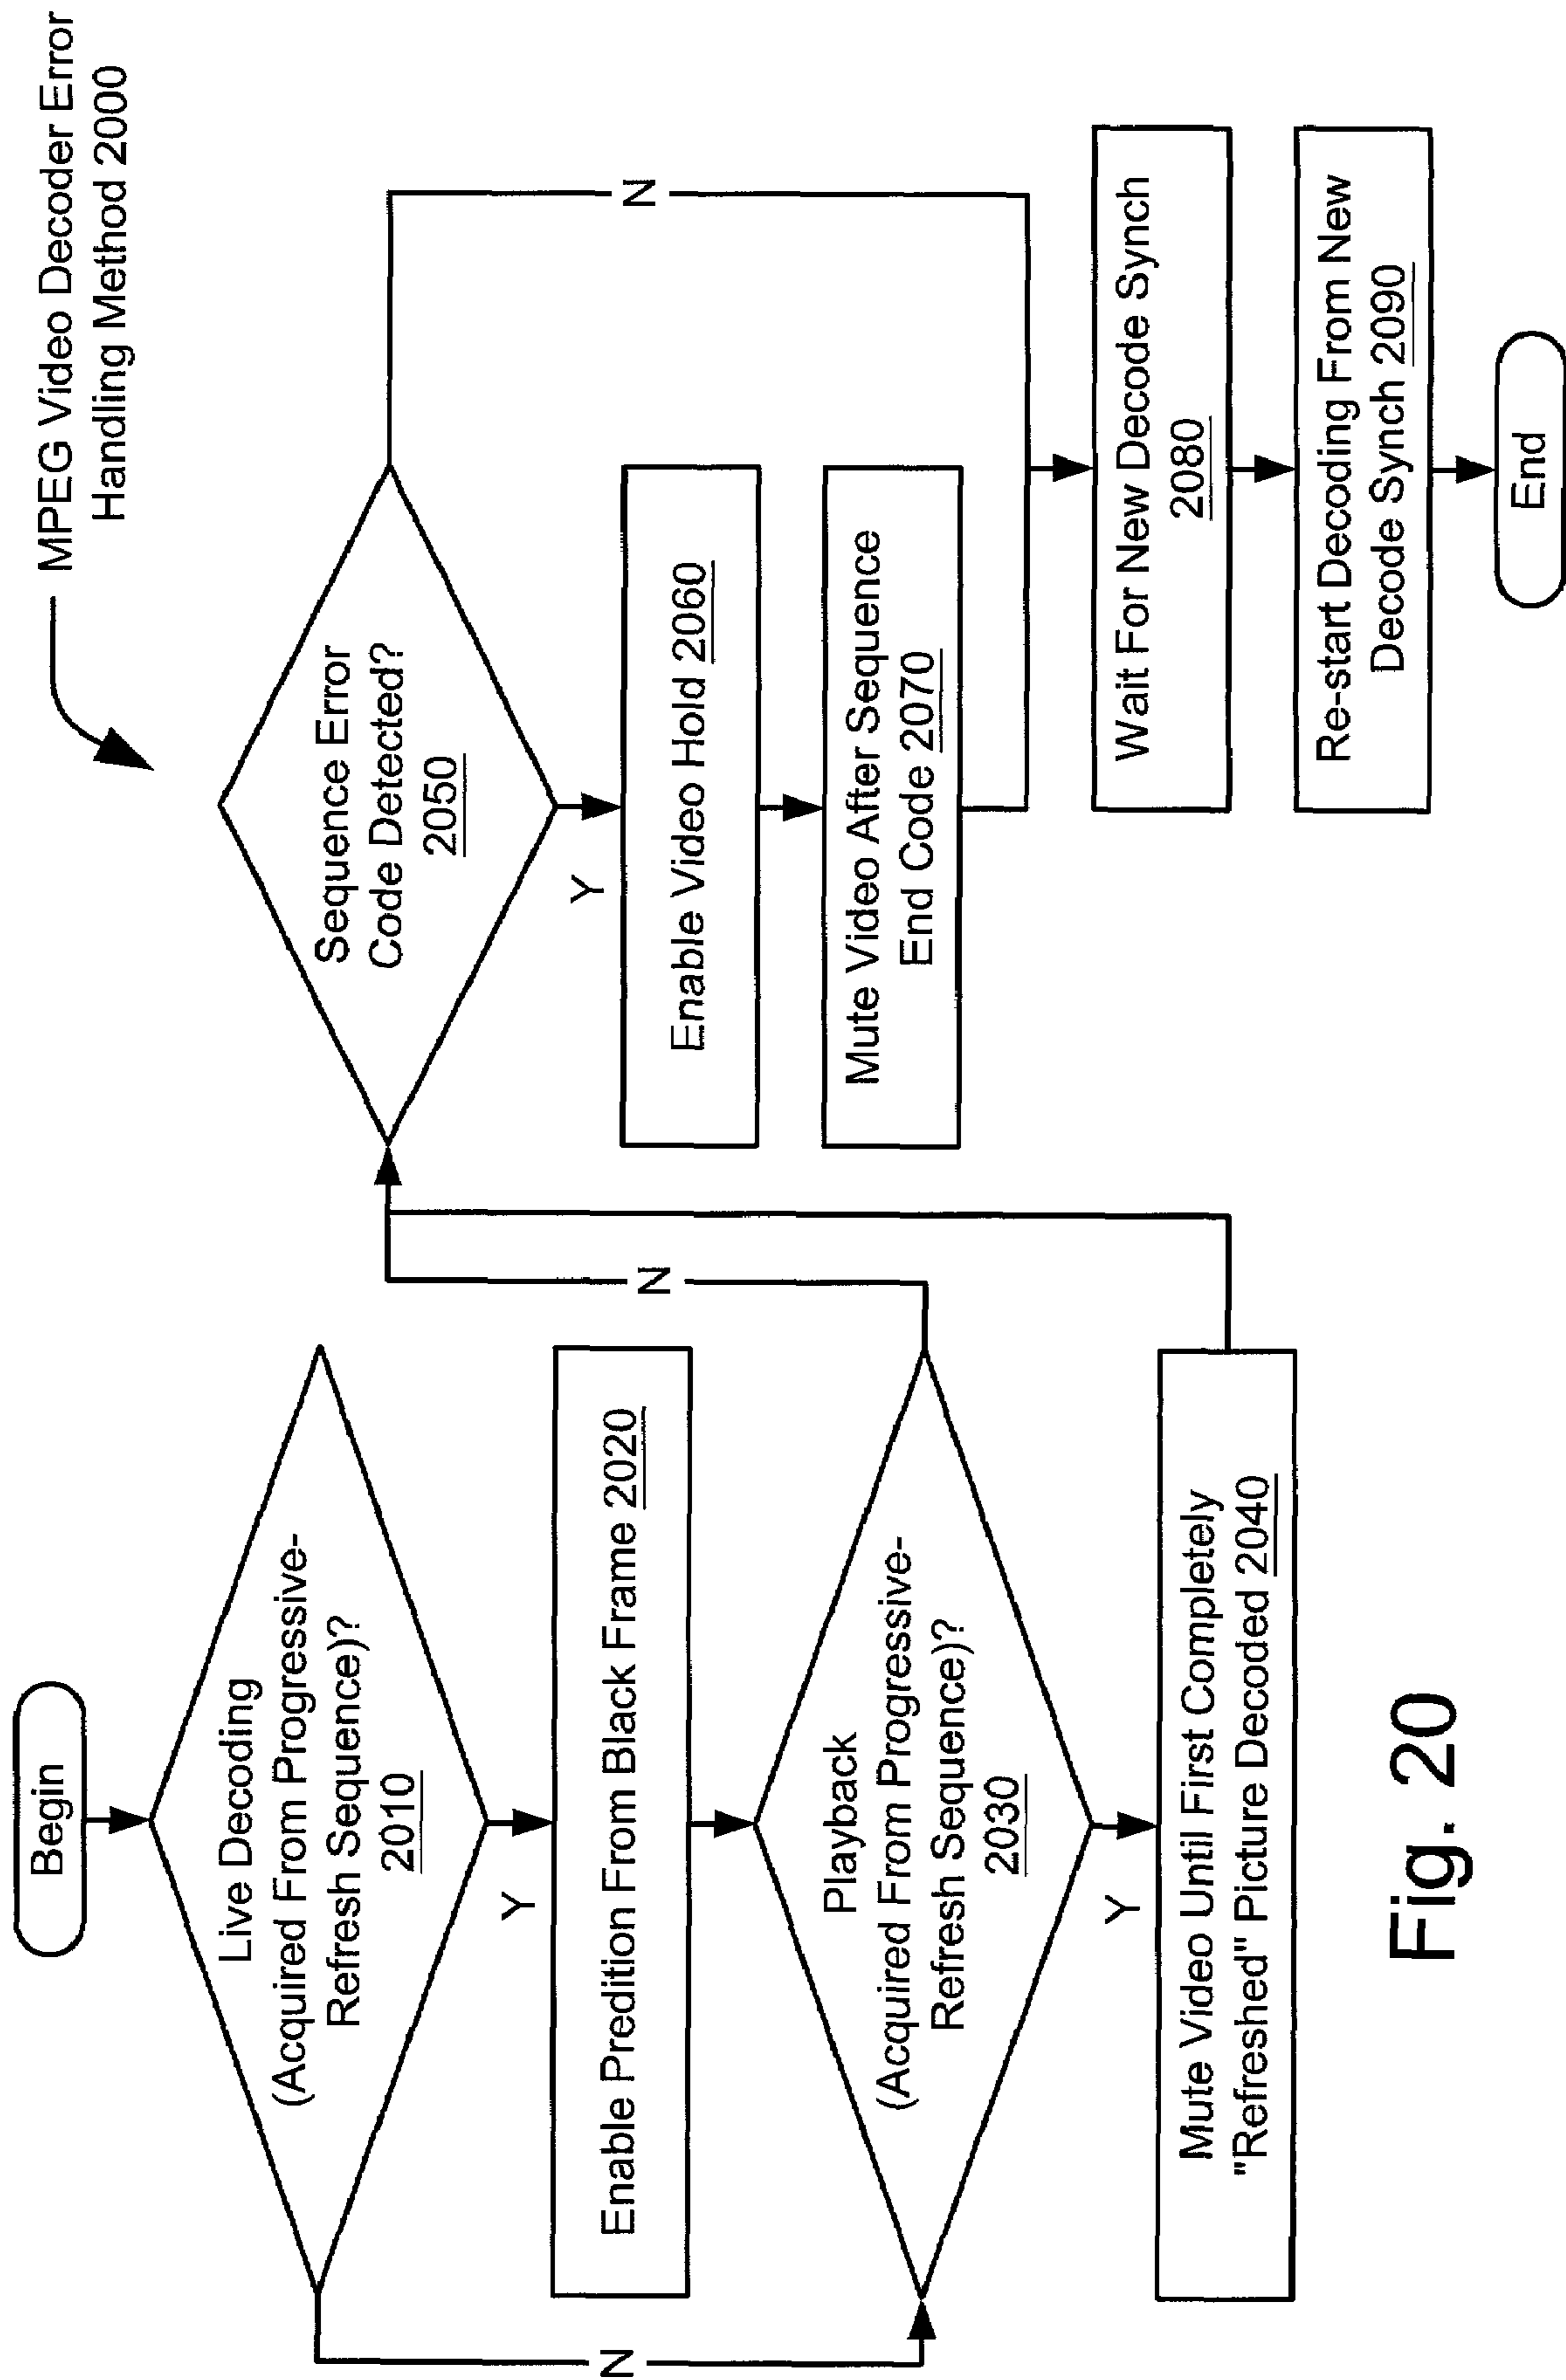 MPEG Video Decoder Error
Handling Method 2000
Begin
Live Decoding
(Acquired From Progressive-
Refresh Sequence)?
2010
Y
N
Enable Predition From Black Frame 2020
Playback
(Acquired From Progressive-
Refresh Sequence)?
2030
Y
N
Mute Video Until First Completely
"Refreshed" Picture Decoded 2040
Sequence Error
Code Detected?
2050
Y
N
Enable Video Hold 2060
Mute Video After Sequence
End Code 2070
Wait For New Decode Synch
2080
Re-start Decoding From New
Decode Synch 2090
End
Fig. 20